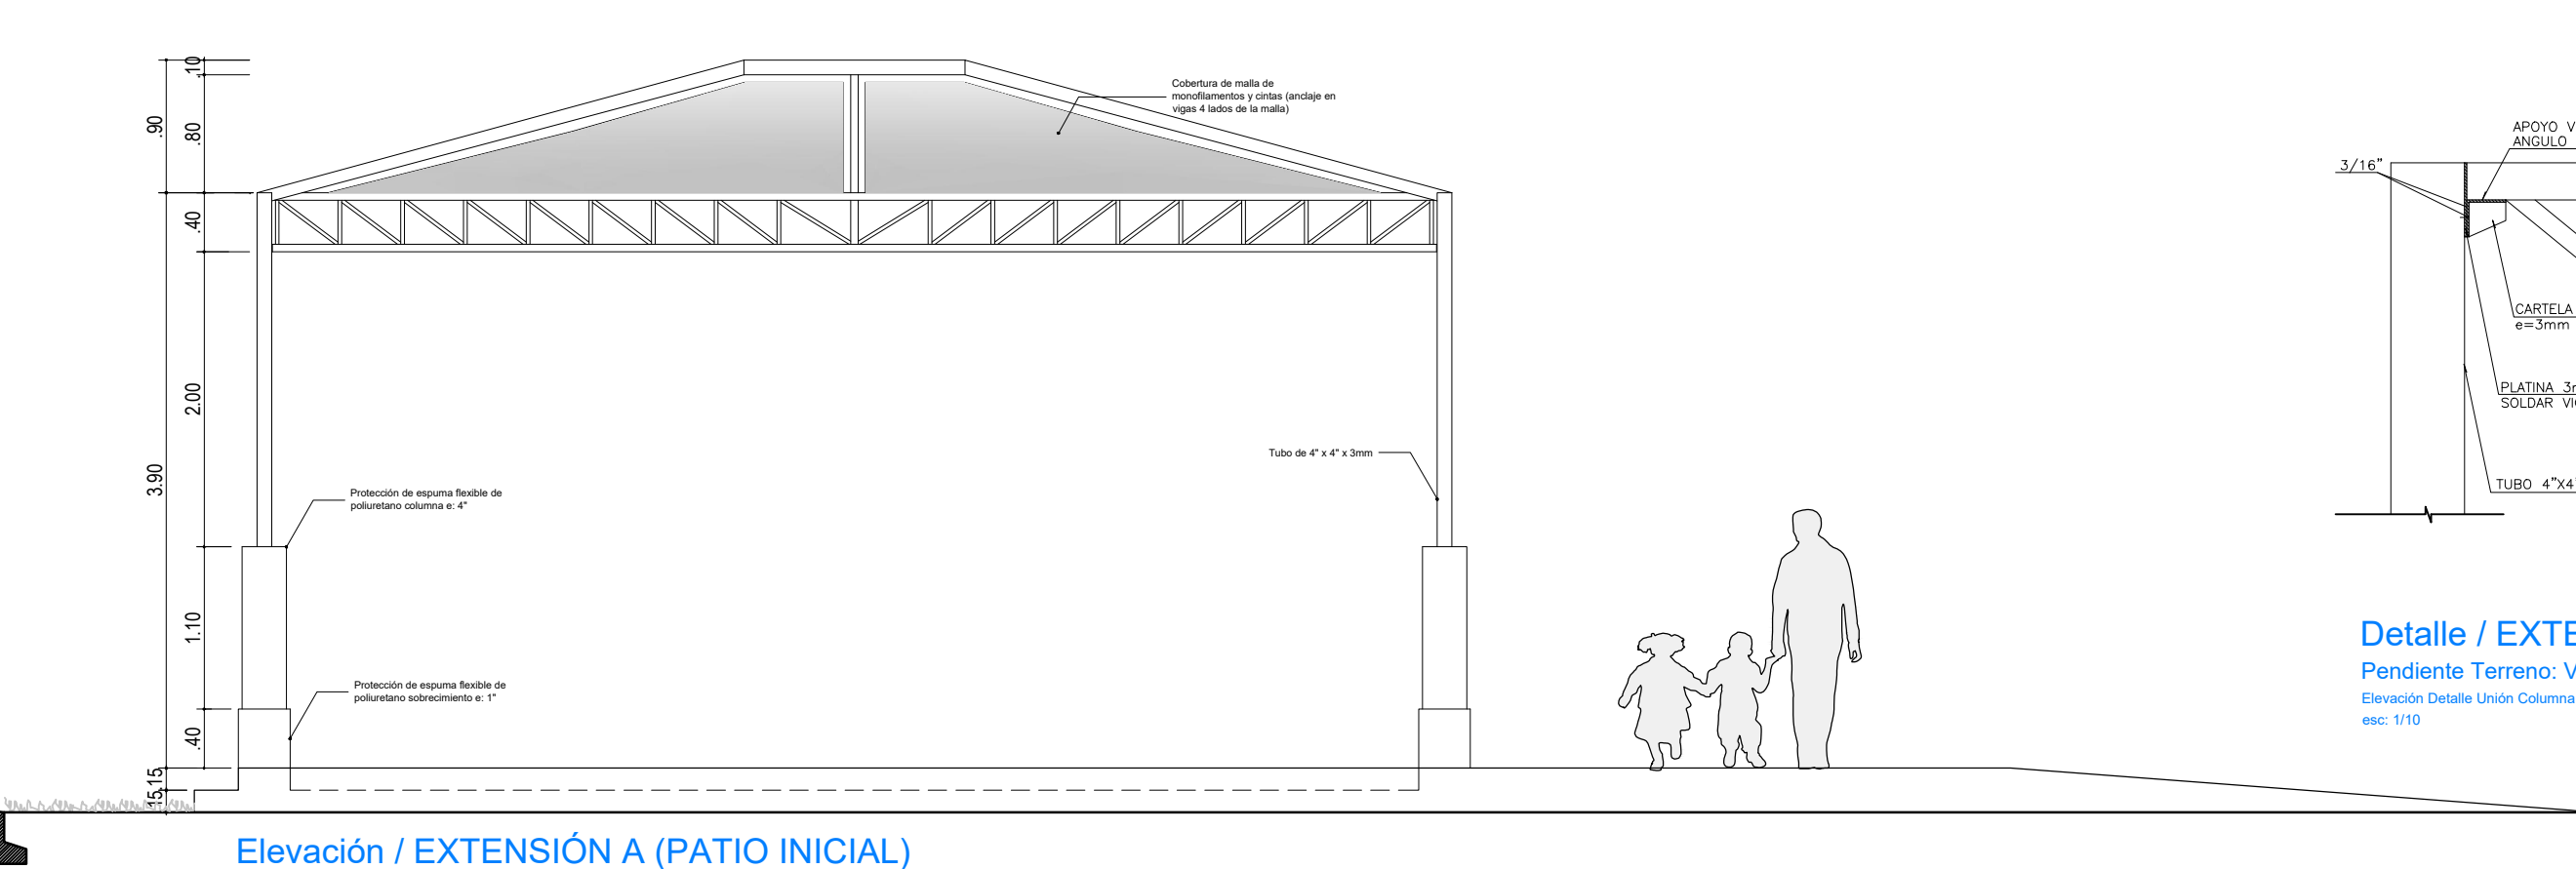 .10
.90
.80
.40
2.00
3.90
1.10
.40
.15
.15
Cobertura de malla de
monofilamentos y cintas (anclaje en
vigas 4 lados de la malla)
Protección de espuma flexible de
poliuretano columna e: 4"
Tubo de 4" x 4" x 3mm
Protección de espuma flexible de
poliuretano sobrecimiento e: 1"
Elevación / EXTENSIÓN A (PATIO INICIAL)
APOYO V
ANGULO
3/16"
CARTELA
e=3mm
PLATINA 3
SOLDAR VI
TUBO 4"X4
Detalle / EXTE
Pendiente Terreno: V
Elevación Detalle Unión Columna
esc: 1/10